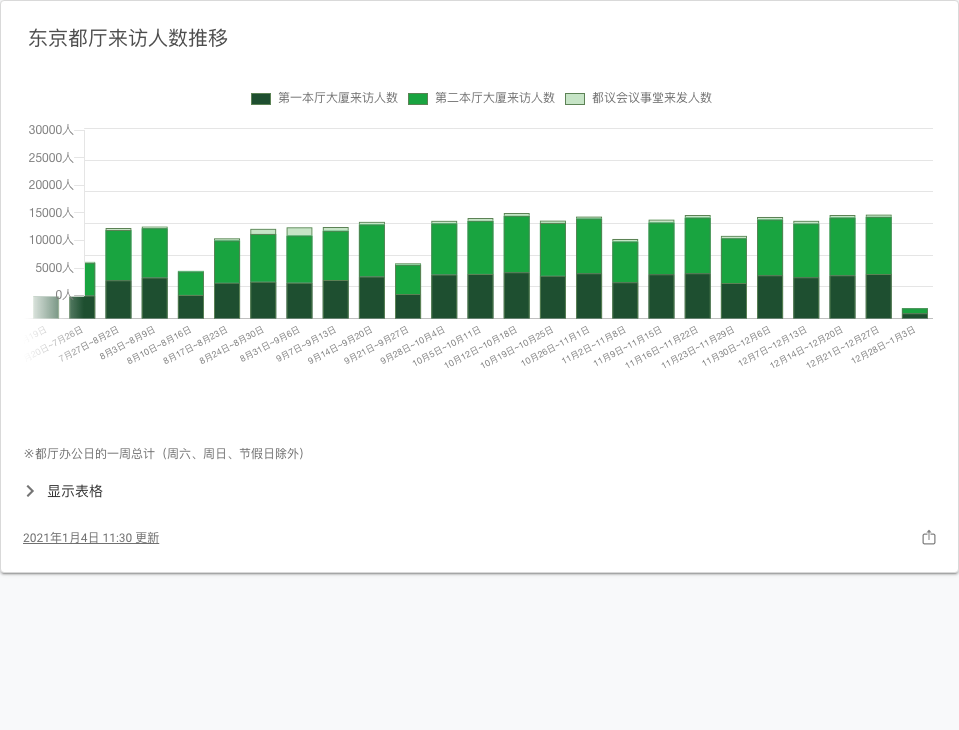 东京都厅来访人数推移
第一本厅大厦来访人数 第二本厅大厦来访人数 都议会议事堂来发人数
30000人
25000人
20000人
15000人
10000人
5000人
0人
7月27日~8月2日
8月3日~8月9日
8月10日~8月16日
8月17日~8月23日
8月24日~8月30日
8月31日~9月6日
9月7日~9月13日
9月14日~9月20日
9月21日~9月27日
9月28日~10月4日
10月5日~10月11日
10月12日~10月18日
10月19日~10月25日
10月26日~11月1日
11月2日~11月8日
11月9日~11月15日
11月16日~11月22日
11月23日~11月29日
11月30日~12月6日
12月7日~12月13日
12月14日~12月20日
12月21日~12月27日
12月28日~1月3日
※都厅办公日的一周总计（周六、周日、节假日除外）
显示表格
2021年1月4日 11:30 更新